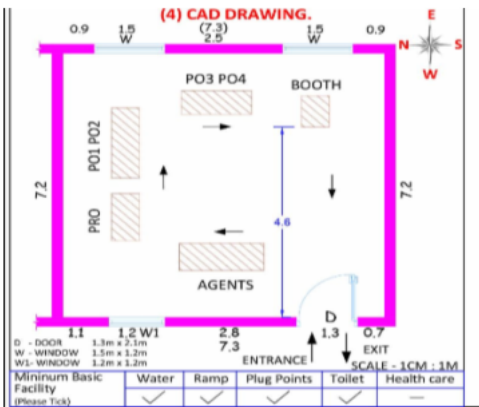 (4) CAD DRAWING.
E
N S
W
0.9 1.5 (7.3) 1.5 0.9
W 2.5 W
PO3 PO4
BOOTH
PO1 PO2
7.2
7.2
4.6
PRO
AGENTS
D
1.1 1.2 W1 2.8 1.3 0.7
7.3
D - DOOR 1.3m x 2.1m
W - WINDOW 1.5m x 1.2m
W1- WINDOW 1.2m x 1.2m
ENTRANCE
EXIT
SCALE - 1CM : 1M
Mininum Basic Facility (Please Tick) Water Ramp Plug Points Toilet Health care